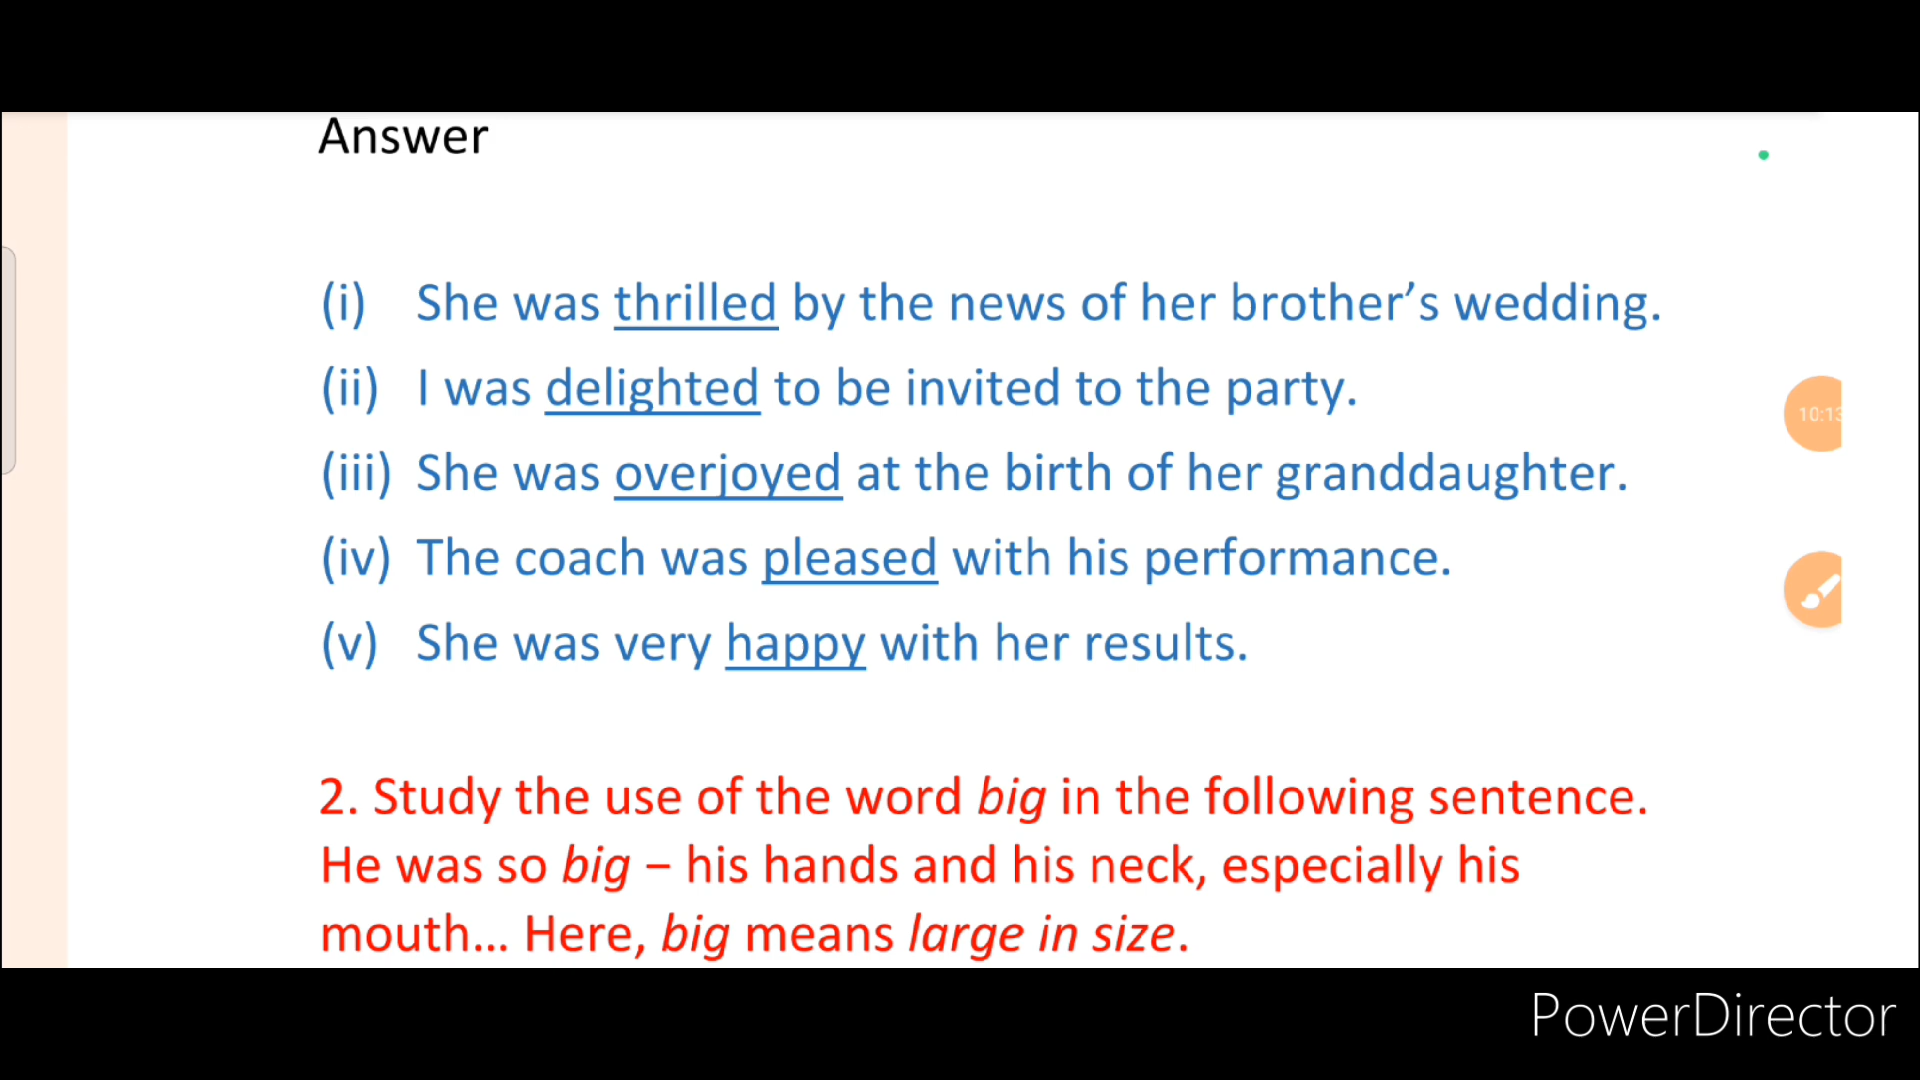 Answer
(i) She was thrilled by the news of her brother’s wedding.
(ii) I was delighted to be invited to the party.
(iii) She was overjoyed at the birth of her granddaughter.
(iv) The coach was pleased with his performance.
(v) She was very happy with her results.
10:13
2. Study the use of the word big in the following sentence.
He was so big – his hands and his neck, especially his
mouth... Here, big means large in size.
PowerDirector